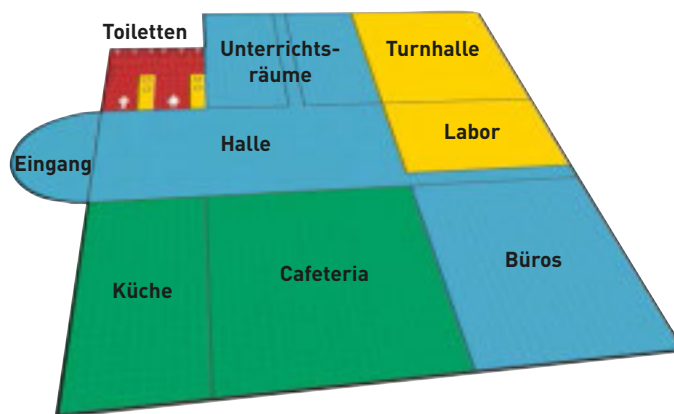 Toiletten
Unterrichts-
räume
Turnhalle
Labor
Halle
Eingang
Küche
Cafeteria
Büros